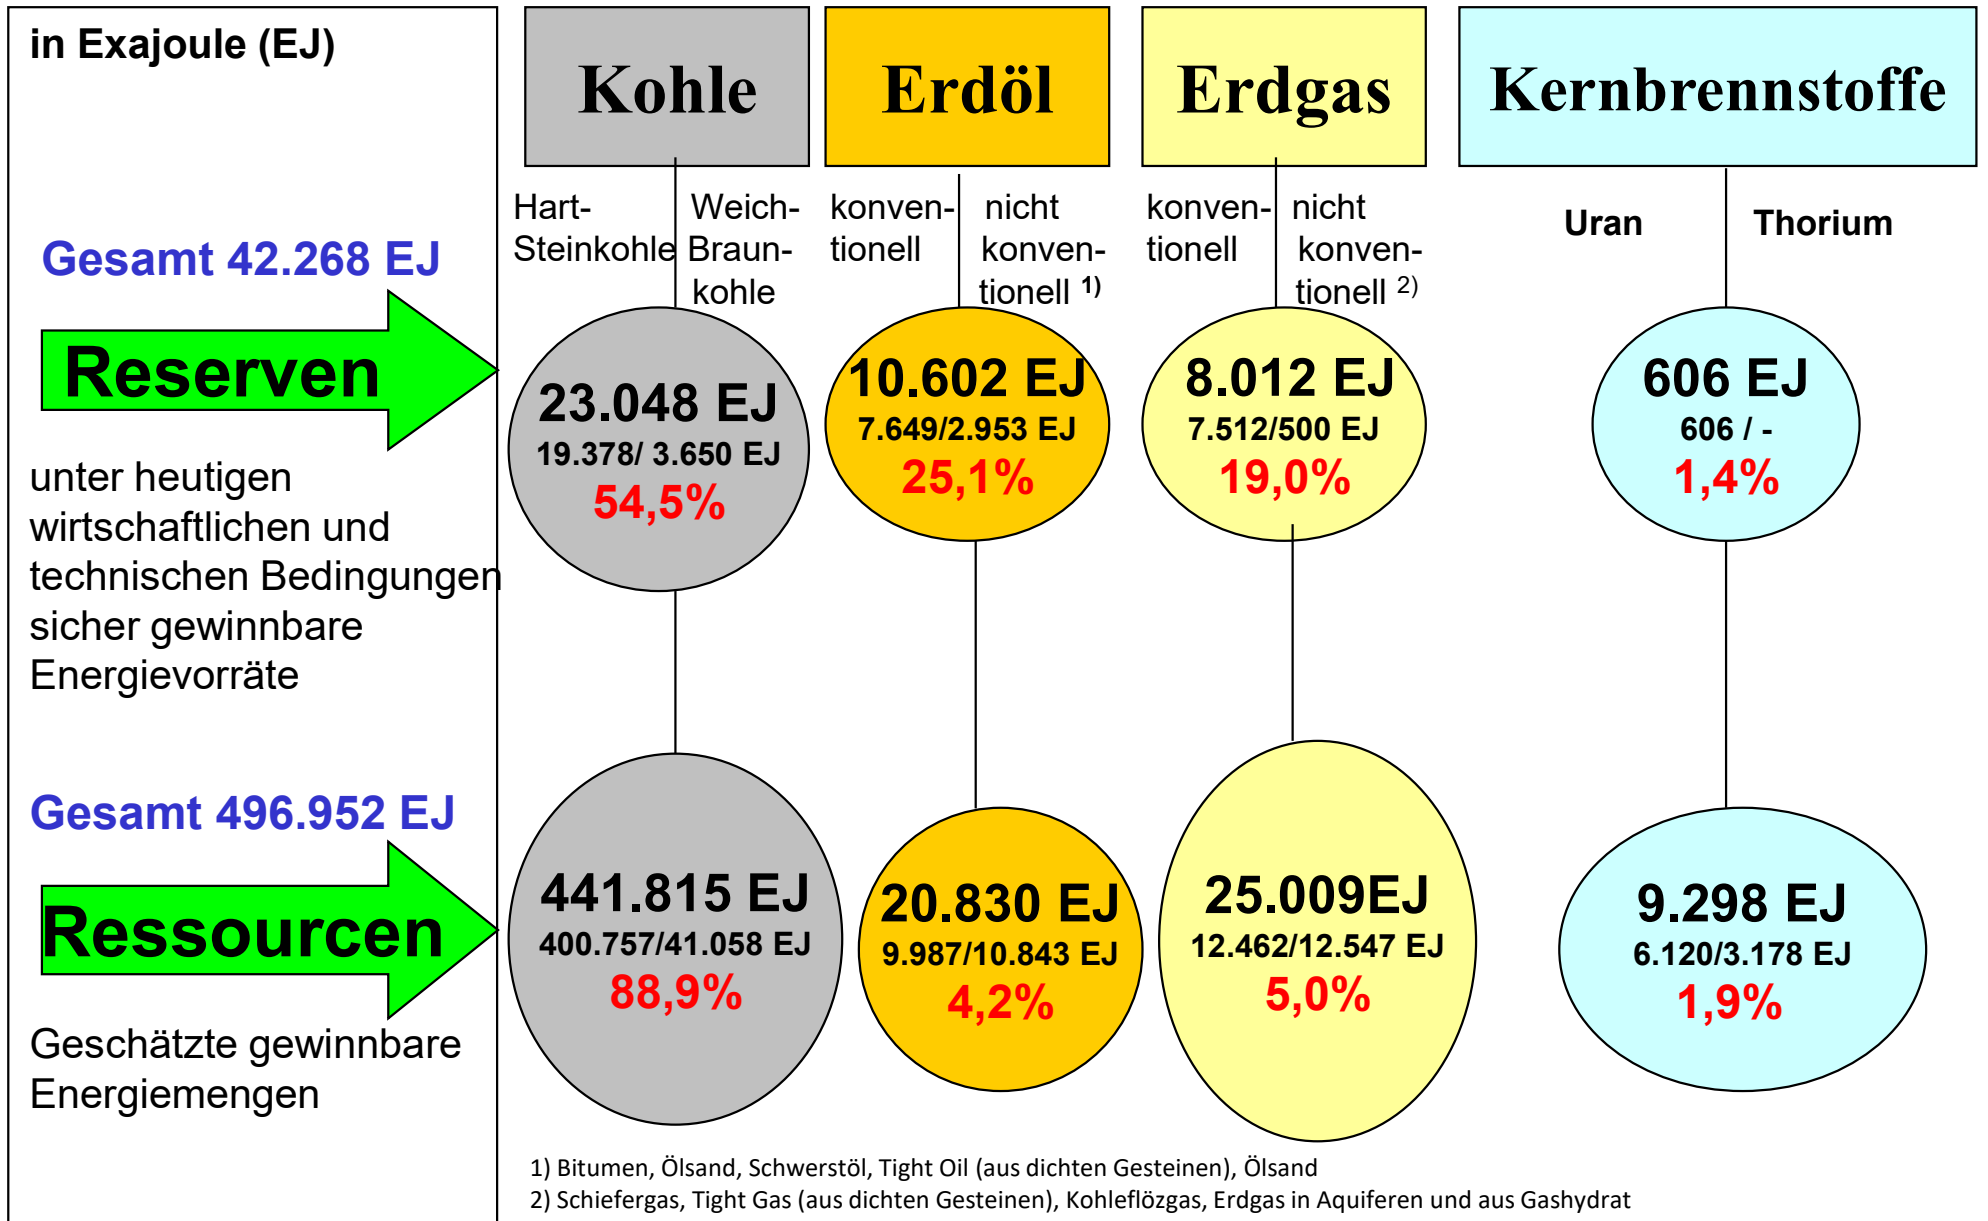 in Exajoule (EJ)
Kohle
Erdöl
Erdgas
Kernbrennstoffe
Hart-
Steinkohle
Weich-
Braun-
kohle
konven-
tionell
nicht
konven-
tionell 1)
konven-
tionell
nicht
konven-
tionell 2)
Uran
Thorium
Gesamt 42.268 EJ
Reserven
unter heutigen
wirtschaftlichen und
technischen Bedingungen
sicher gewinnbare
Energievorräte
23.048 EJ
19.378/ 3.650 EJ
54,5%
10.602 EJ
7.649/2.953 EJ
25,1%
8.012 EJ
7.512/500 EJ
19,0%
606 EJ
606 / -
1,4%
Gesamt 496.952 EJ
Ressourcen
Geschätzte gewinnbare
Energiemengen
441.815 EJ
400.757/41.058 EJ
88,9%
20.830 EJ
9.987/10.843 EJ
4,2%
25.009EJ
12.462/12.547 EJ
5,0%
9.298 EJ
6.120/3.178 EJ
1,9%
1) Bitumen, Ölsand, Schwerstöl, Tight Oil (aus dichten Gesteinen), Ölsand
2) Schiefergas, Tight Gas (aus dichten Gesteinen), Kohleflözgas, Erdgas in Aquiferen und aus Gashydrat